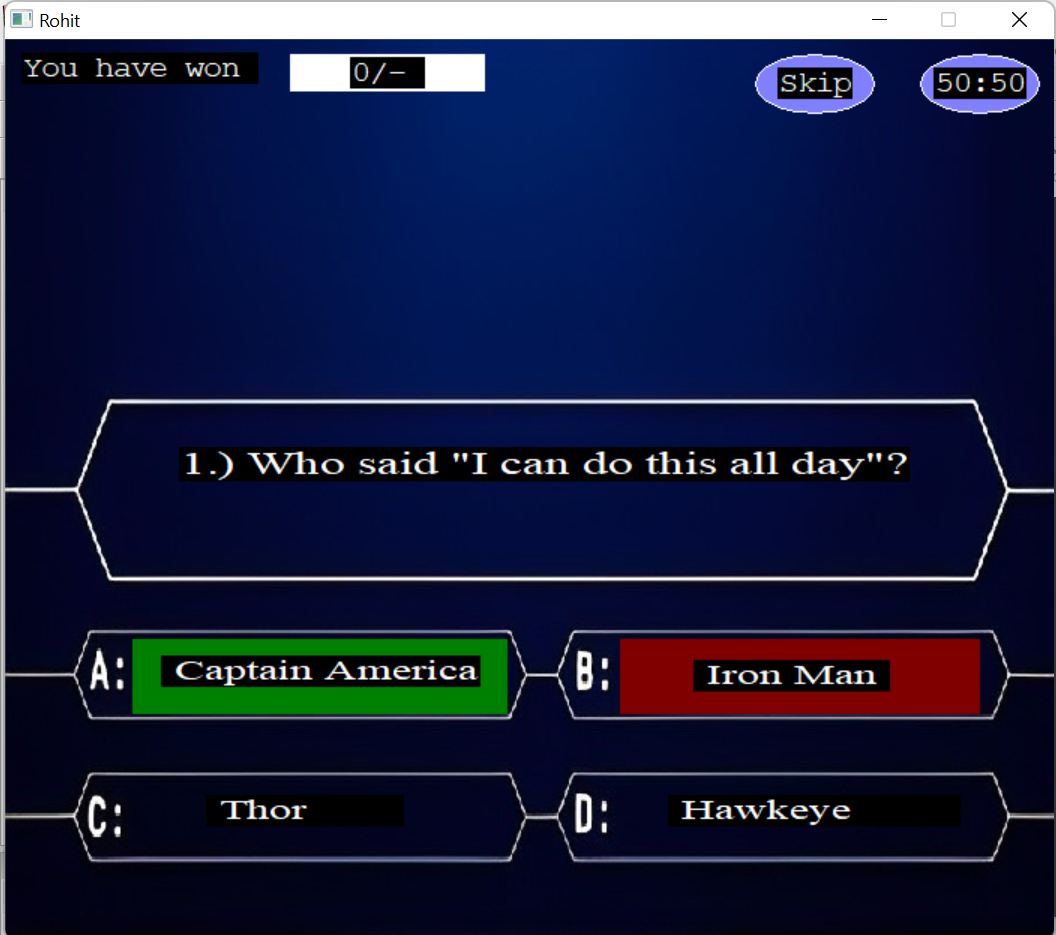 Rohit
You have won 0/- Skip 50:50
1.) Who said "I can do this all day"?
A: Captain America B: Iron Man
C: Thor D: Hawkeye